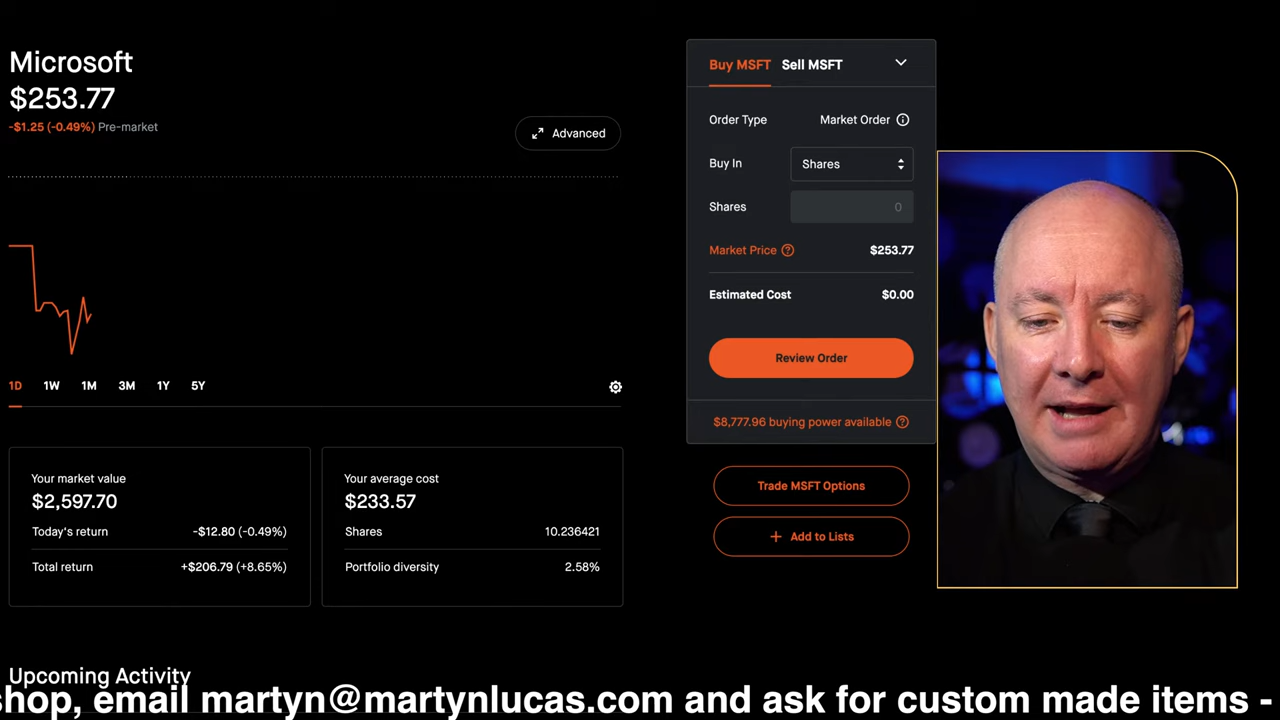 Microsoft
$253.77
-$1.25 (-0.49%) Pre-market
Advanced
1D 1W 1M 3M 1Y 5Y
Your market value
$2,597.70
Today's return -$12.80 (-0.49%)
Total return +$206.79 (+8.65%)
Your average cost
$233.57
Shares 10.236421
Portfolio diversity 2.58%
Buy MSFT Sell MSFT
Order Type Market Order
Buy In Shares
Shares 0
Market Price $253.77
Estimated Cost $0.00
Review Order
$8,777.96 buying power available
Trade MSFT Options
+ Add to Lists
Upcoming Activity
shop, email martyn@martynlucas.com and ask for custom made items -